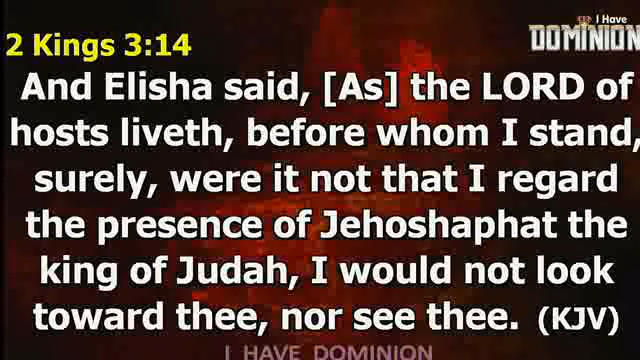 I Have
DOMINION
2 Kings 3:14
And Elisha said, [As] the LORD of
hosts liveth, before whom I stand,
surely, were it not that I regard
the presence of Jehoshaphat the
king of Judah, I would not look
toward thee, nor see thee. (KJV)
I HAVE DOMINION